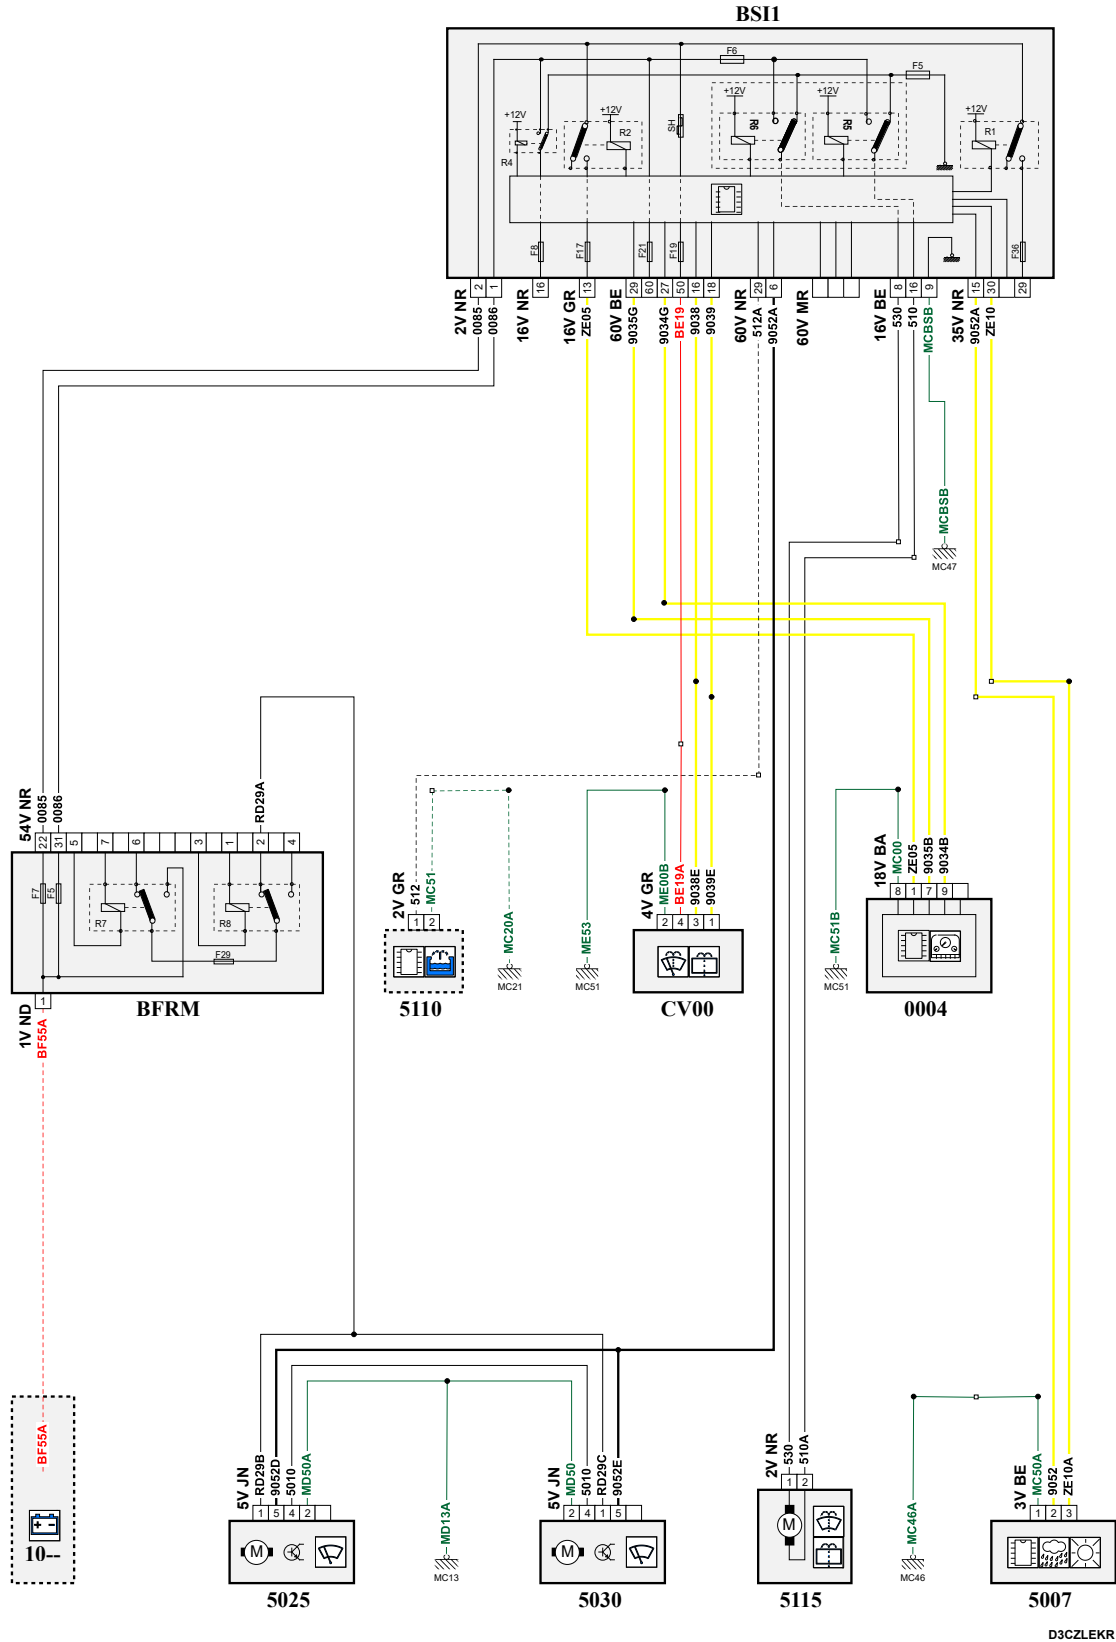 BSI1
F6
F5
+12V +12V
+12V +12V +12V
R4 R2 SH R6 R5 R1
F8 F17 F21 F19 F36
2 1 16 13 29 60 27 50 16 18 29 6 8 16 9 15 30 29
2V NR 0085 0086 16V NR 16V GR ZE05 60V BE 9035G 9034G BE19 9038 9039 60V NR 512A 9052A 60V MR 16V BE 530 510 MCBSB 35V NR 9052A ZE10
MCBSB
MC47
54V NR 0085 0086 RD29A
22 31 5 7 6 3 1 2 4
F7 F5 R7 R8
F29
1
BFRM
1V ND BF55A
2V GR 512 MC51 MC20A
1 2
MC21
5110
ME53
MC51
4V GR ME00B BE19A 9038E 9039E
2 4 3 1
CV00
MC51B
MC51
18V BA MC00 ZE05 9035B 9034B
8 1 7 9
0004
BF55A
+ -
10--
5V JN RD29B 9052D 5010 MD50A
1 5 4 2
M
5025
MD13A
MC13
5V JN MD50 5010 RD29C 9052E
2 4 1 5
M
5030
2V NR 530 510A
1 2
M
5115
MC46A
MC46
3V BE MC50A 9052 ZE10A
1 2 3
5007
D3CZLEKR